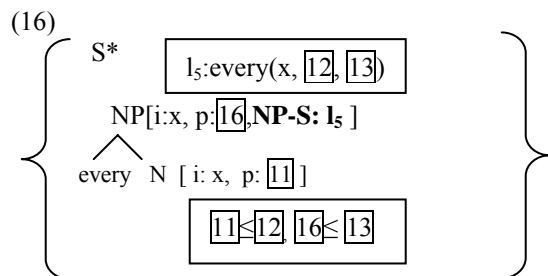 (16)
S*
l₅:every(x, 12, 13)
NP[i:x, p:16,NP-S: l₅ ]
every N [ i: x, p: 11 ]
11≤12, 16≤ 13